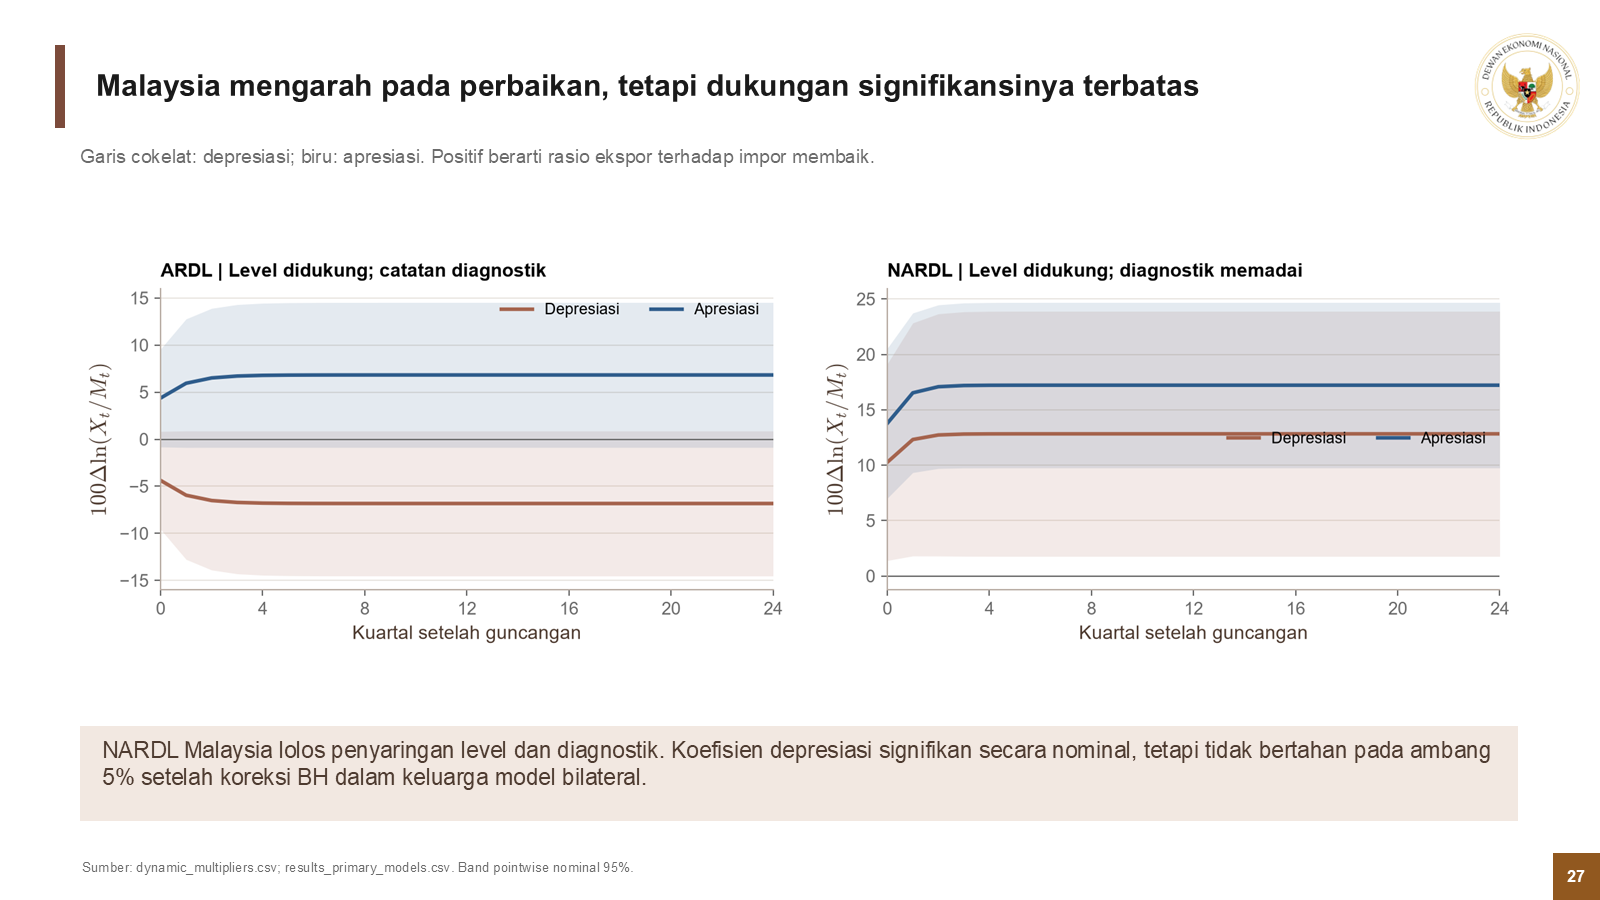 Malaysia mengarah pada perbaikan, tetapi dukungan signifikansinya terbatas
DEWAN EKONOMI NASIONAL
REPUBLIK INDONESIA
Garis cokelat: depresiasi; biru: apresiasi. Positif berarti rasio ekspor terhadap impor membaik.
ARDL | Level didukung; catatan diagnostik
15
10
5
0
−5
−10
−15
100Δln(Xₜ/Mₜ)
Depresiasi
Apresiasi
0 4 8 12 16 20 24
Kuartal setelah guncangan
NARDL | Level didukung; diagnostik memadai
25
20
15
10
5
0
100Δln(Xₜ/Mₜ)
Depresiasi
Apresiasi
0 4 8 12 16 20 24
Kuartal setelah guncangan
NARDL Malaysia lolos penyaringan level dan diagnostik. Koefisien depresiasi signifikan secara nominal, tetapi tidak bertahan pada ambang
5% setelah koreksi BH dalam keluarga model bilateral.
Sumber: dynamic_multipliers.csv; results_primary_models.csv. Band pointwise nominal 95%.
27